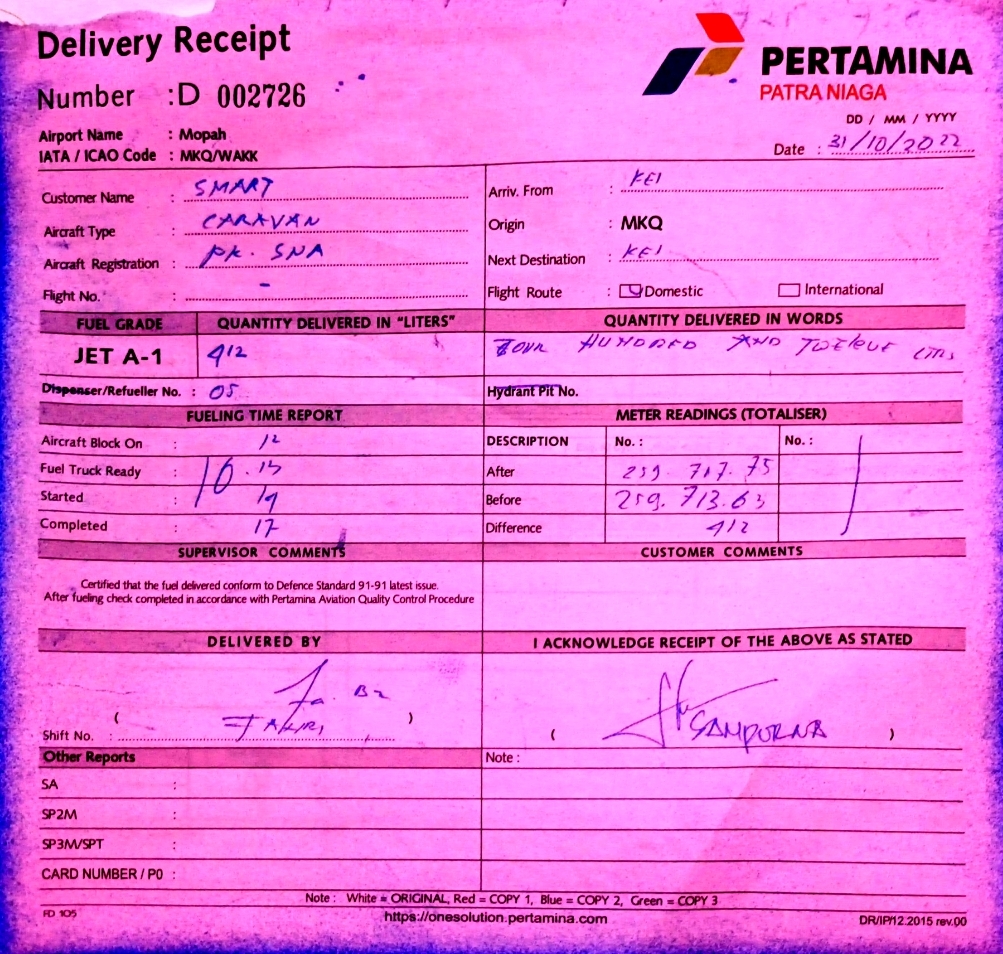 Delivery Receipt
PERTAMINA
PATRA NIAGA
Number : D 002726
DD / MM / YYYY
Airport Name : Mopah
IATA / ICAO Code : MKQ/WAKK
Date : 31/10/2022
Customer Name : SMART
Arriv. From : KEI
Aircraft Type : CARAVAN
Origin : MKQ
Aircraft Registration : PK. SNA
Next Destination : KEI
Flight No. : -
Flight Route : Domestic International
FUEL GRADE QUANTITY DELIVERED IN "LITERS" QUANTITY DELIVERED IN WORDS
JET A-1 412 FOUR HUNDRED AND TWELVE LTRS
Dispenser/Refueller No. : 05 Hydrant Pit No.
FUELING TIME REPORT METER READINGS (TOTALISER)
Aircraft Block On : 12 DESCRIPTION No. : No. :
Fuel Truck Ready : 10.13 After 259.717.75
Started : 14 Before 259.713.63
Completed : 17 Difference 412
SUPERVISOR COMMENTS CUSTOMER COMMENTS
Certified that the fuel delivered conform to Defence Standard 91-91 latest issue.
After fueling check completed in accordance with Pertamina Aviation Quality Control Procedure
DELIVERED BY I ACKNOWLEDGE RECEIPT OF THE ABOVE AS STATED
( )
Shift No. :
( SAMPURNA )
Other Reports Note :
SA :
SP2M :
SP3M/SPT :
CARD NUMBER / PO :
Note : White = ORIGINAL, Red = COPY 1, Blue = COPY 2, Green = COPY 3
FD 105 https://onesolution.pertamina.com DR/IP/12.2015 rev.00